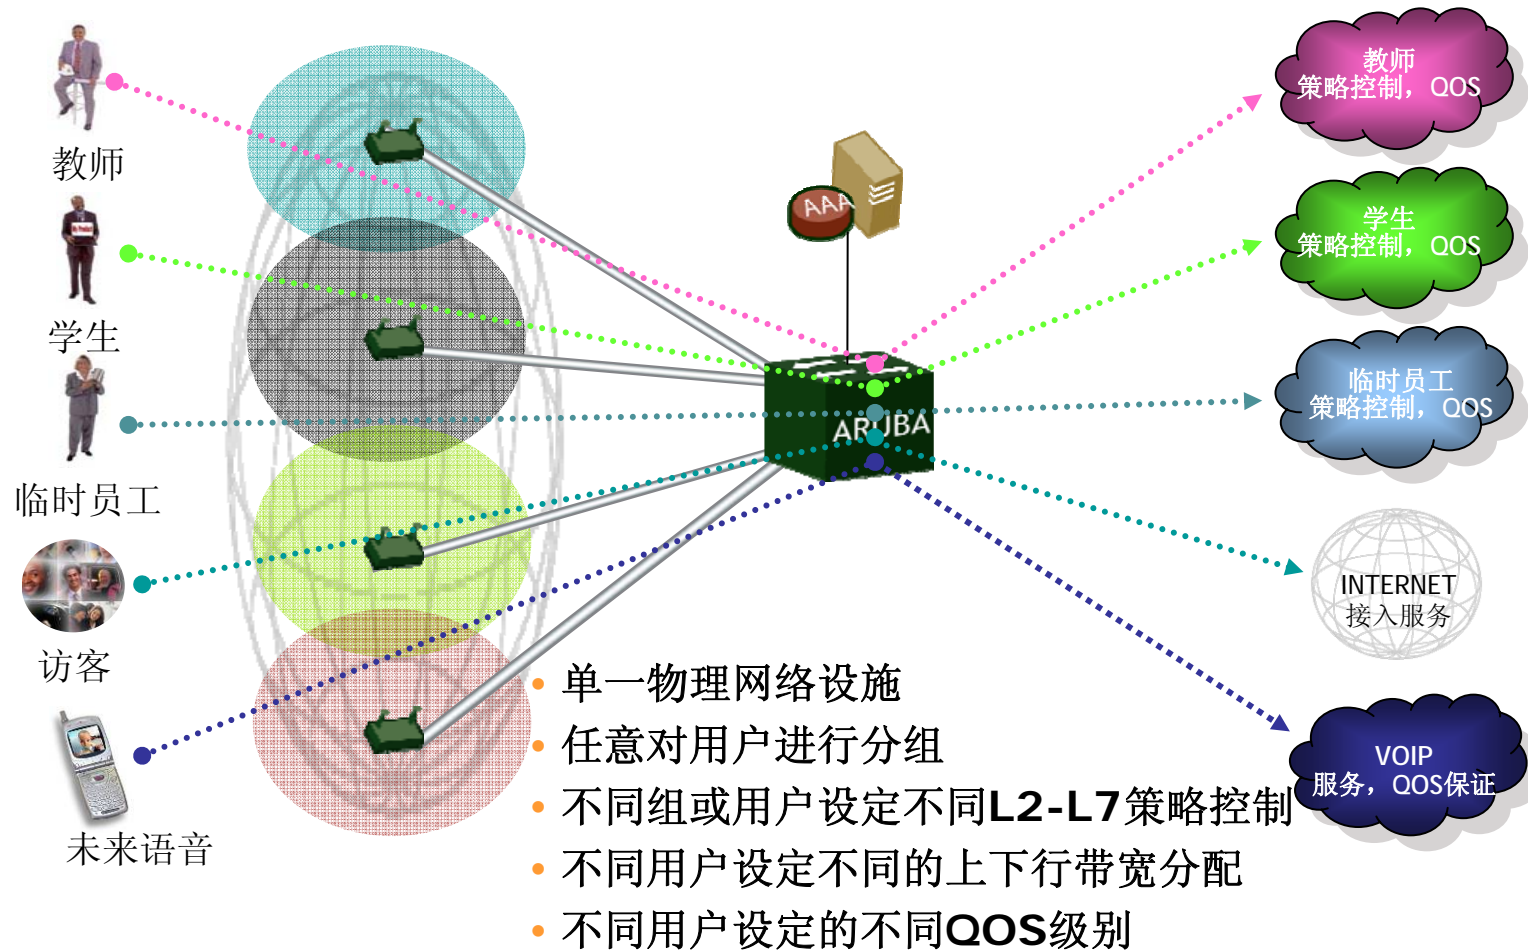 教师
学生
临时员工
访客
未来语音
AAA
ARUBA
教师
策略控制，QOS
学生
策略控制，QOS
临时员工
策略控制，QOS
INTERNET
接入服务
VOIP
服务，QOS保证
• 单一物理网络设施
• 任意对用户进行分组
• 不同组或用户设定不同L2-L7策略控制
• 不同用户设定不同的上下行带宽分配
• 不同用户设定的不同QOS级别